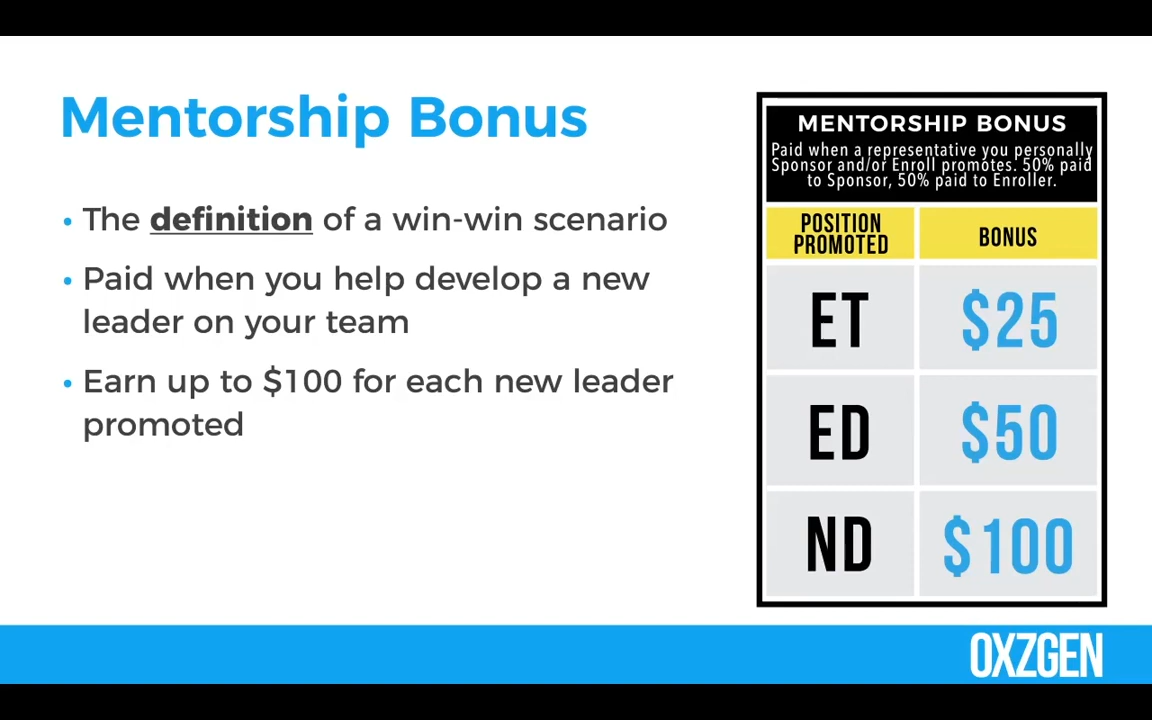 Mentorship Bonus
• The definition of a win-win scenario
• Paid when you help develop a new
leader on your team
• Earn up to $100 for each new leader
promoted
MENTORSHIP BONUS
Paid when a representative you personally
Sponsor and/or Enroll promotes. 50% paid
to Sponsor, 50% paid to Enroller.
POSITION
PROMOTED
BONUS
ET
$25
ED
$50
ND
$100
OXZGEN